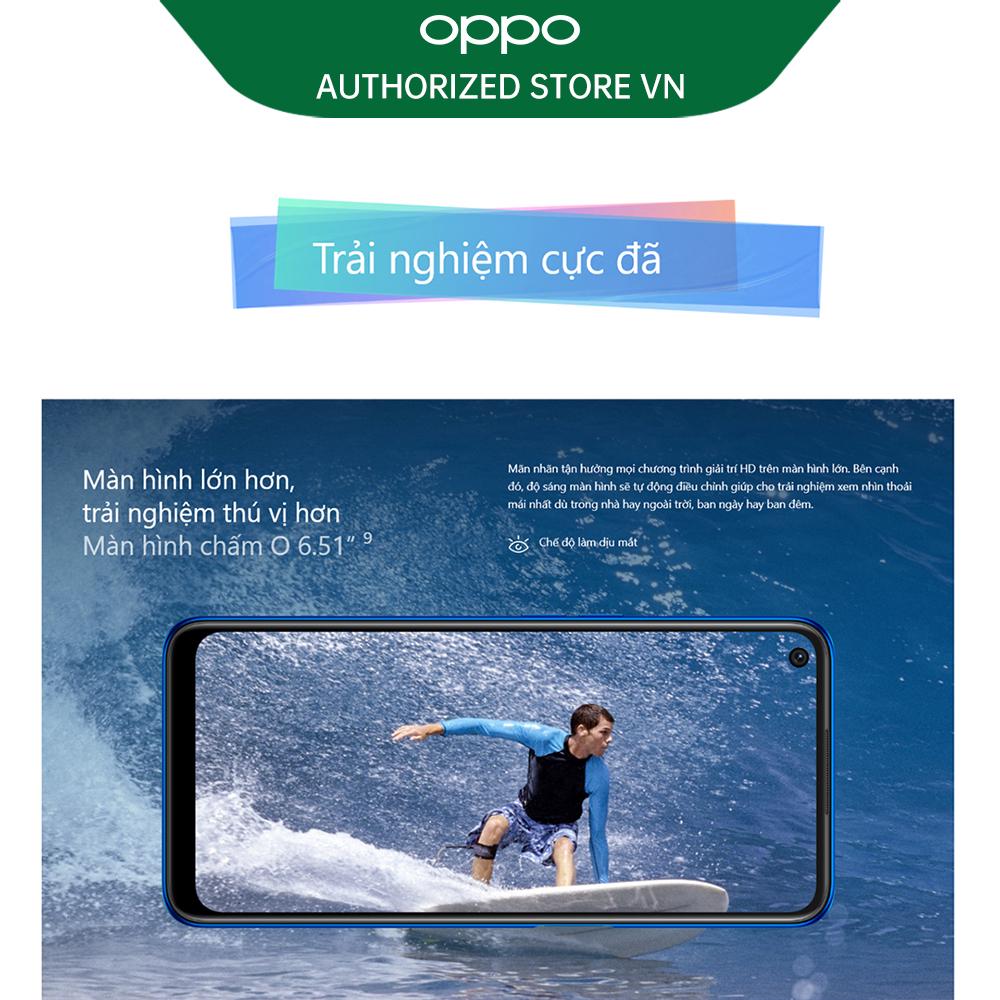 oppo
AUTHORIZED STORE VN
Trải nghiệm cực đã
Màn hình lớn hơn,
trải nghiệm thú vị hơn
Màn hình chấm O 6.51” 9
Mãn nhãn tận hưởng mọi chương trình giải trí HD trên màn hình lớn. Bên cạnh
đó, độ sáng màn hình sẽ tự động điều chỉnh giúp cho trải nghiệm xem nhìn thoải
mái nhất dù trong nhà hay ngoài trời, ban ngày hay ban đêm.
Chế độ làm dịu mắt